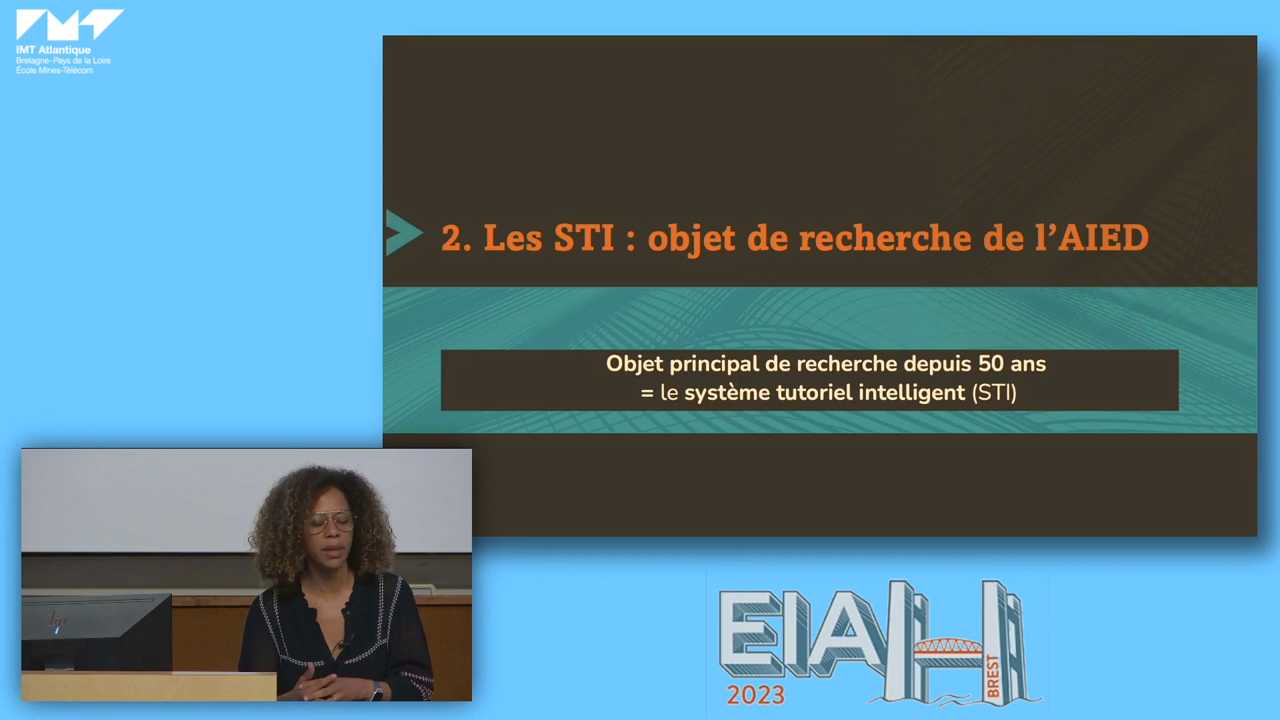 IMT Atlantique
Bretagne-Pays de la Loire
École Mines-Télécom
2. Les STI : objet de recherche de l’AIED
Objet principal de recherche depuis 50 ans
= le système tutoriel intelligent (STI)
hp
EIAH
BREST
2023